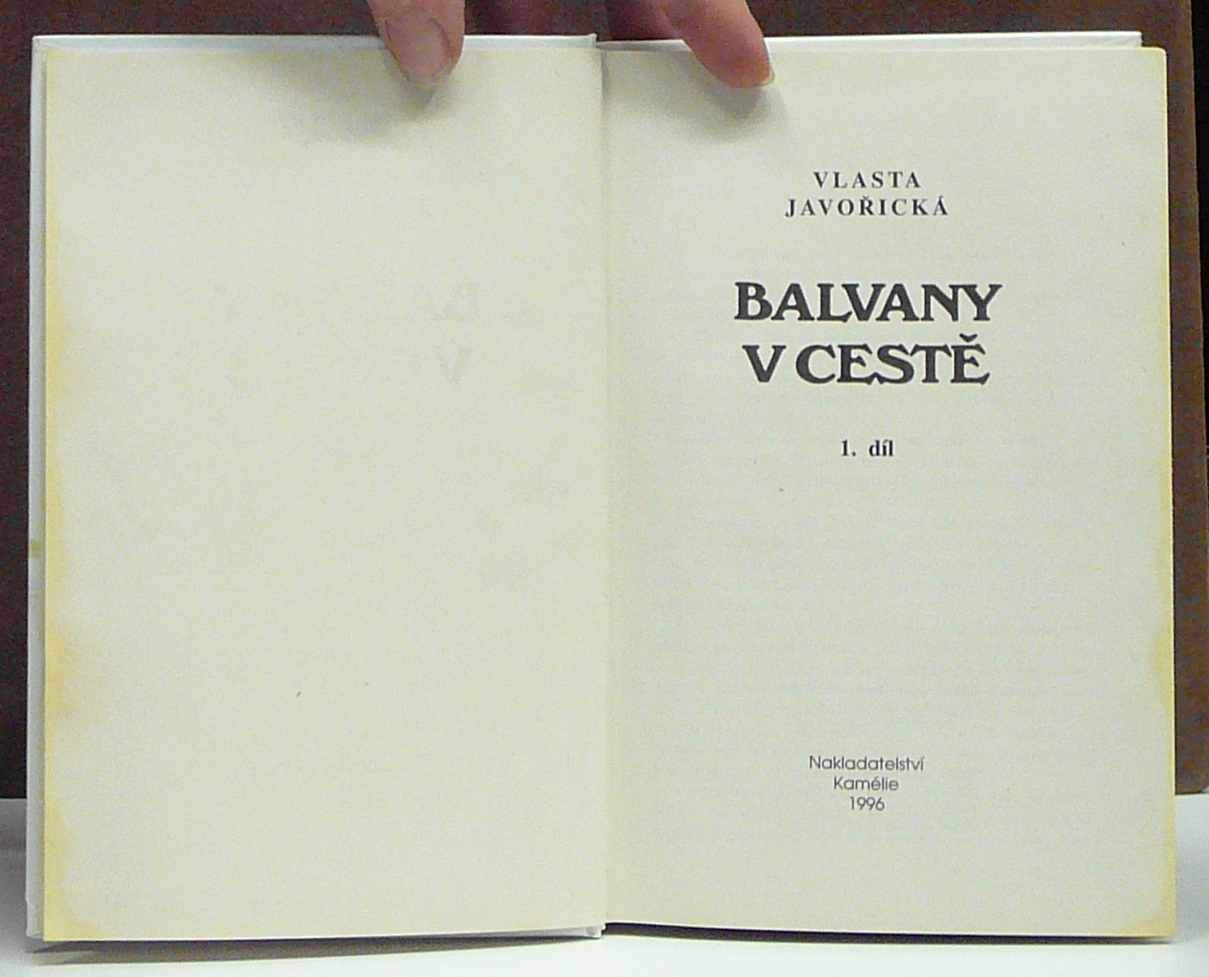 VLASTA
JAVOŘICKÁ
BALVANY
V CESTĚ
1. díl
Nakladatelství
Kamélie
1996